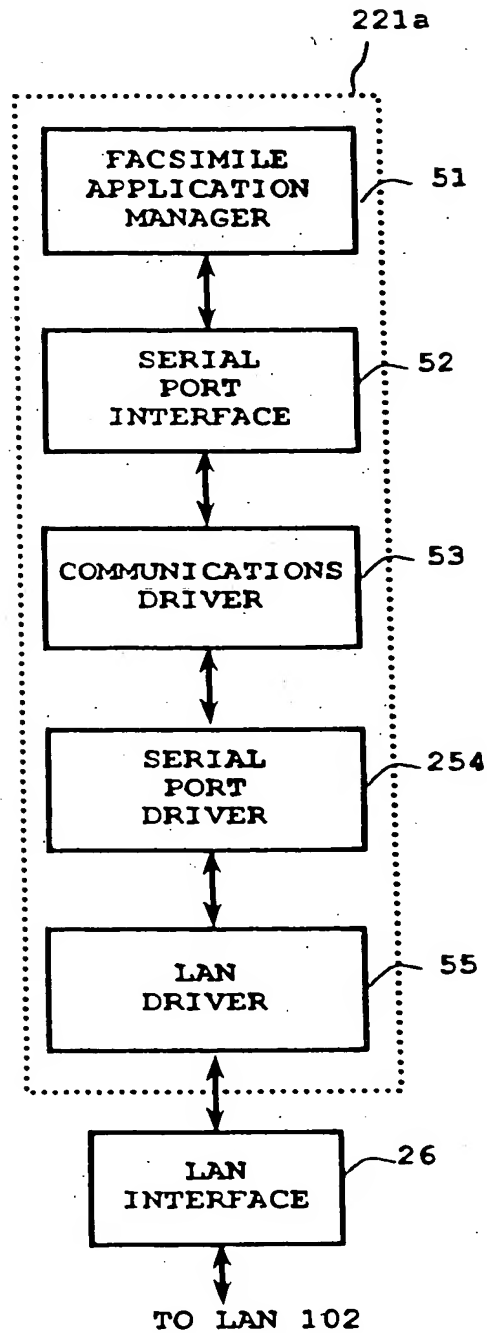 221a
FACSIMILE
APPLICATION
MANAGER
51
SERIAL
PORT
INTERFACE
52
COMMUNICATIONS
DRIVER
53
SERIAL
PORT
DRIVER
254
LAN
DRIVER
55
LAN
INTERFACE
26
TO LAN 102